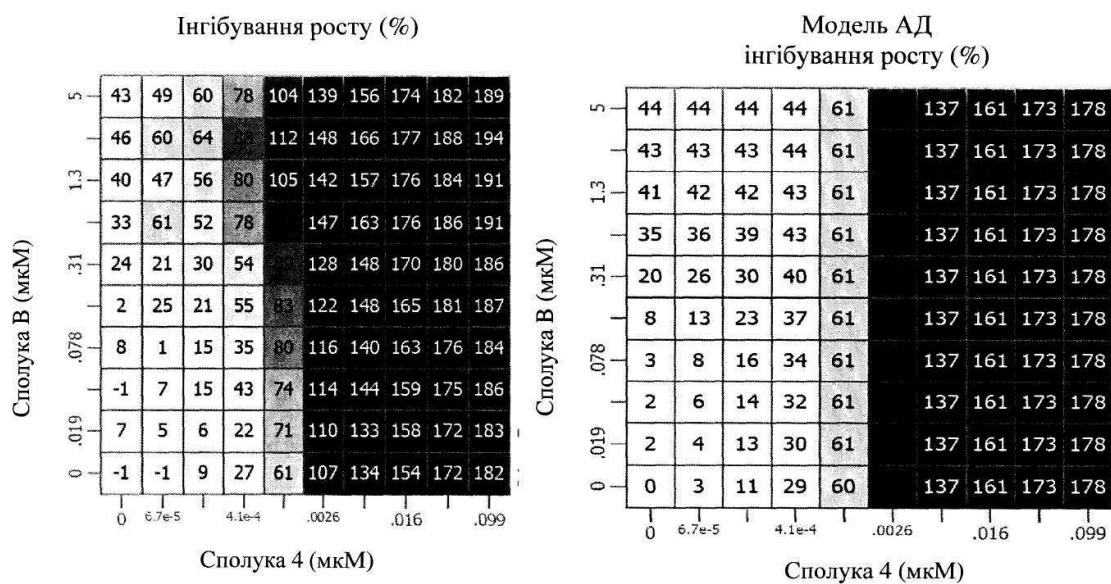 Інгібування росту (%)
5 43 49 60 78 104 139 156 174 182 189
46 60 64 112 148 166 177 188 194
1.3 40 47 56 80 105 142 157 176 184 191
33 61 52 78 147 163 176 186 191
.31 24 21 30 54 128 148 170 180 186
2 25 21 55 83 122 148 165 181 187
.078 8 1 15 35 80 116 140 163 176 184
-1 7 15 43 74 114 144 159 175 186
.019 7 5 6 22 71 110 133 158 172 183
0 -1 -1 9 27 61 107 134 154 172 182
0 6.7e-5 4.1e-4 .0026 .016 .099
Сполука В (мкМ)
Сполука 4 (мкМ)
Модель АД
інгібування росту (%)
5 44 44 44 44 61 137 161 173 178
43 43 43 44 61 137 161 173 178
1.3 41 42 42 43 61 137 161 173 178
35 36 39 43 61 137 161 173 178
.31 20 26 30 40 61 137 161 173 178
8 13 23 37 61 137 161 173 178
.078 3 8 16 34 61 137 161 173 178
2 6 14 32 61 137 161 173 178
.019 2 4 13 30 61 137 161 173 178
0 0 3 11 29 60 137 161 173 178
0 6.7e-5 4.1e-4 .0026 .016 .099
Сполука В (мкМ)
Сполука 4 (мкМ)